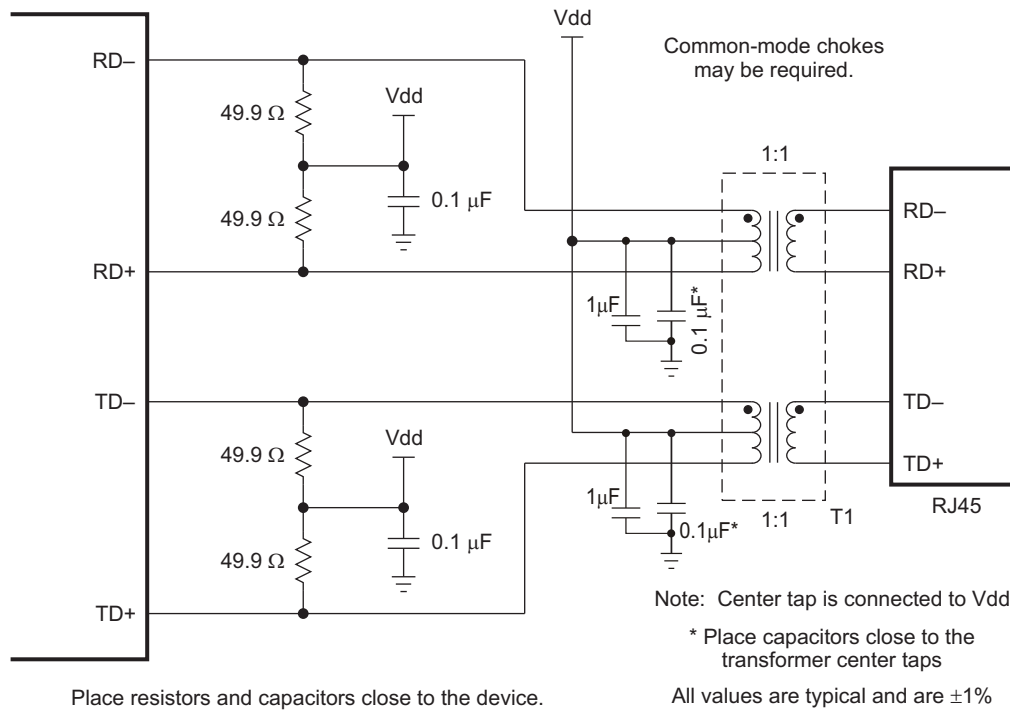 Vdd
Common-mode chokes
may be required.
RD–
49.9 Ω
Vdd
0.1 μF
49.9 Ω
RD+
1:1
RD–
RD+
1μF
0.1 μF*
TD–
49.9 Ω
Vdd
0.1 μF
49.9 Ω
TD+
TD–
TD+
1μF
0.1μF*
1:1
T1
RJ45
Note: Center tap is connected to Vdd
* Place capacitors close to the
transformer center taps
Place resistors and capacitors close to the device.
All values are typical and are ±1%